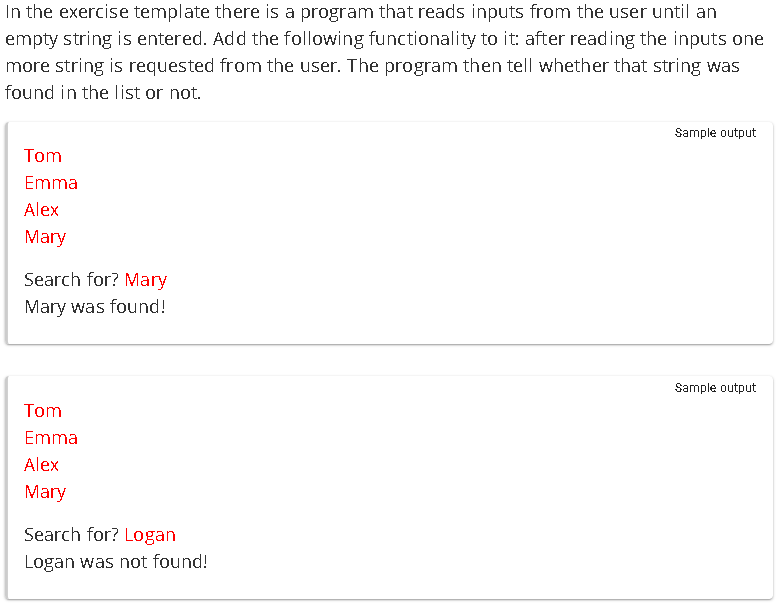 In the exercise template there is a program that reads inputs from the user until an
empty string is entered. Add the following functionality to it: after reading the inputs one
more string is requested from the user. The program then tell whether that string was
found in the list or not.
Sample output
Tom
Emma
Alex
Mary
Search for? Mary
Mary was found!
Sample output
Tom
Emma
Alex
Mary
Search for? Logan
Logan was not found!